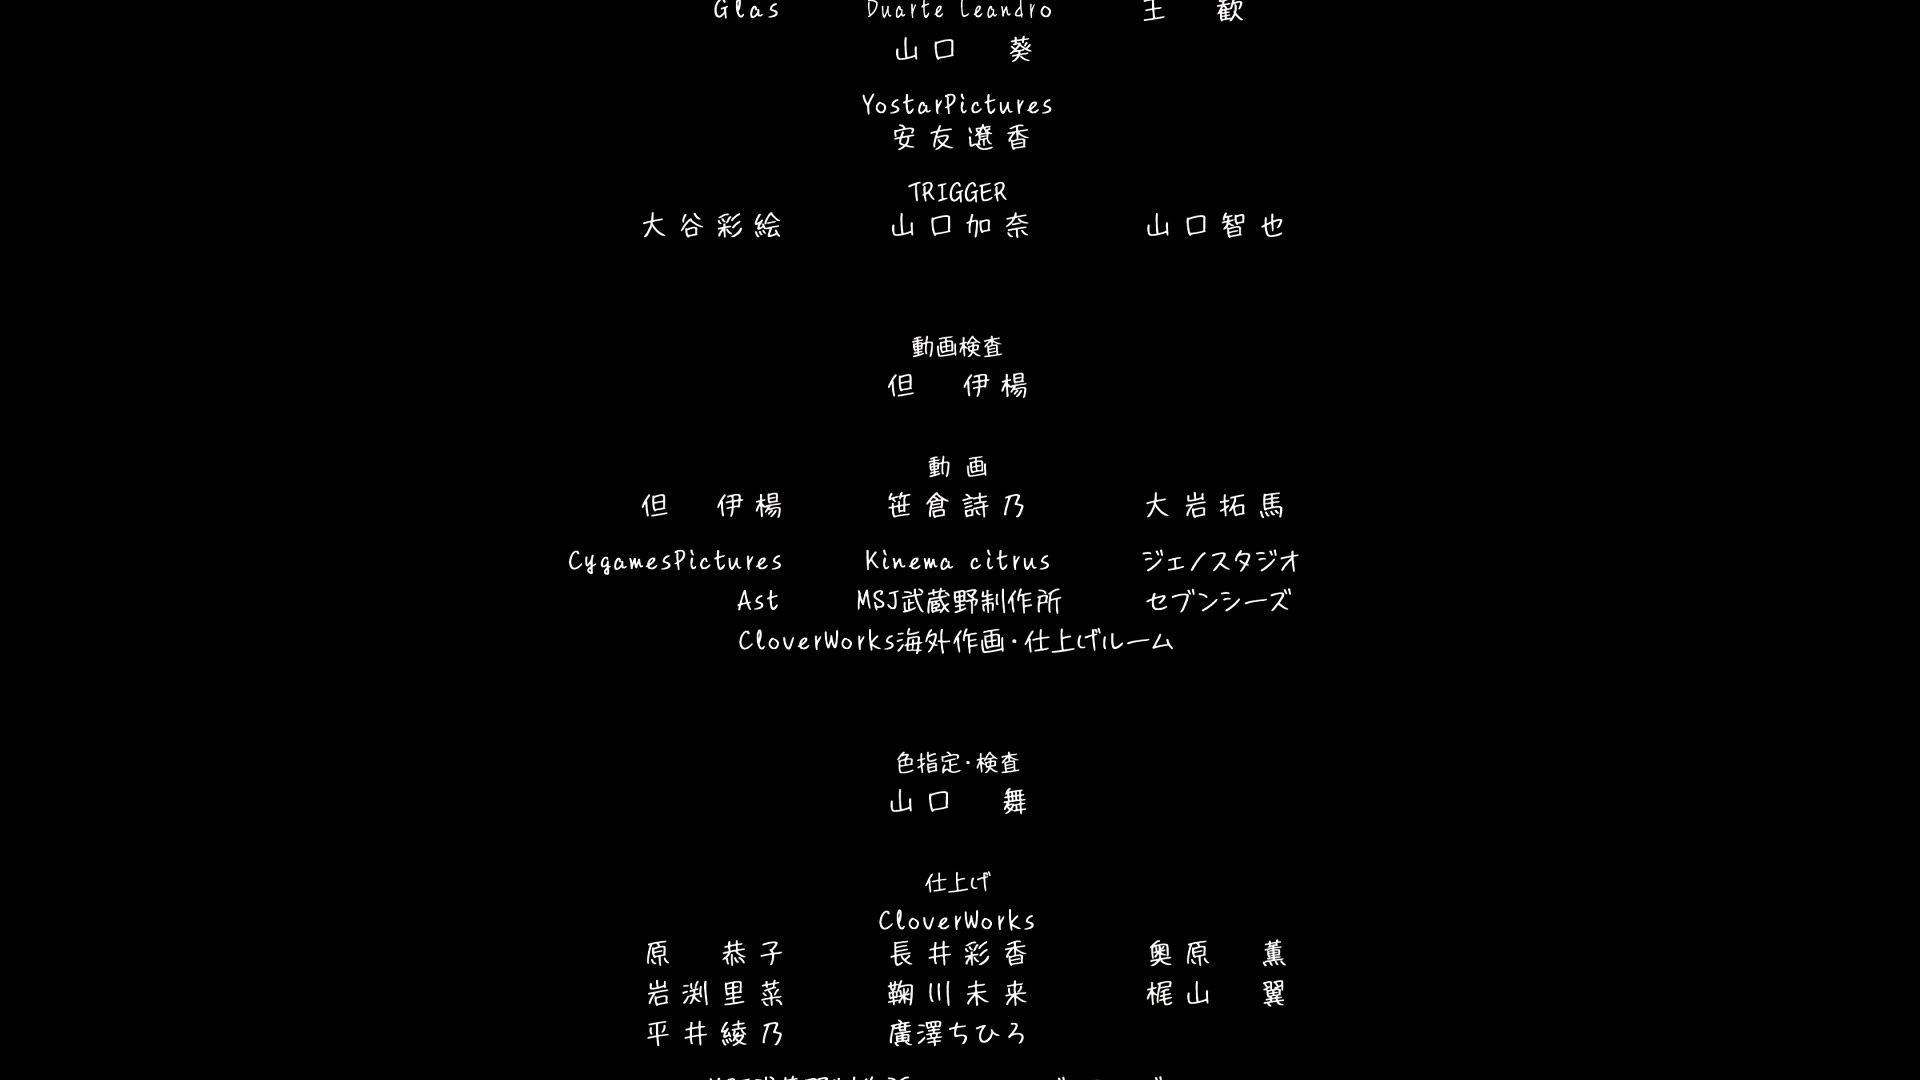 Glas Duarte Leandro 王 歡
山口 葵
YostarPictures
安友遼香
TRIGGER
大谷彩絵 山口加奈 山口智也
動画検査
但 伊楊
動画
但 伊楊 笹倉詩乃 大岩拓馬
CygamesPictures Kinema citrus ジェノスタジオ
Ast MSJ武蔵野制作所 セブンシーズ
CloverWorks海外作画・仕上げルーム
色指定・検査
山口 舞
仕上げ
CloverWorks
原 恭子 長井彩香 奥原 薫
岩渕里菜 鞠川未来 梶山 翼
平井綾乃 廣澤ちひろ